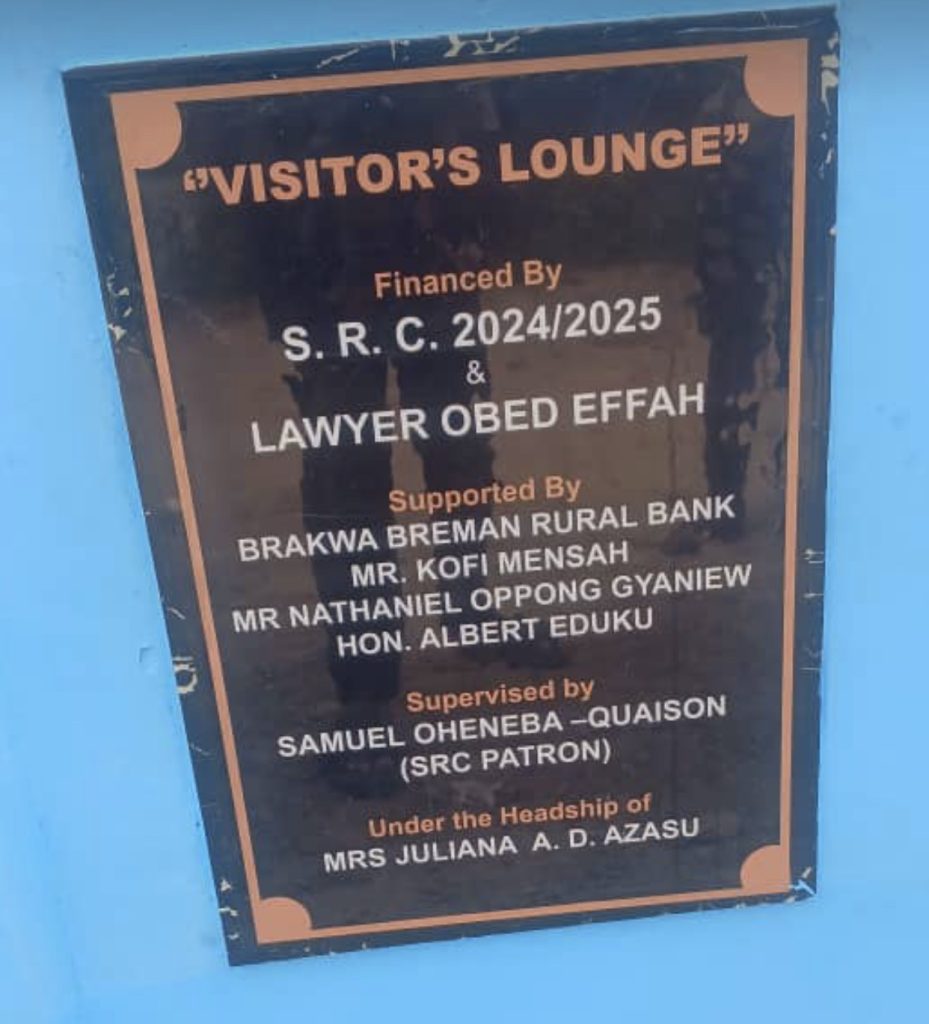 “VISITOR’S LOUNGE”
Financed By
S. R. C. 2024/2025
&
LAWYER OBED EFFAH
Supported By
BRAKWA BREMAN RURAL BANK
MR. KOFI MENSAH
MR NATHANIEL OPPONG GYANIEW
HON. ALBERT EDUKU
Supervised by
SAMUEL OHENEBA –QUAISON
(SRC PATRON)
Under the Headship of
MRS JULIANA A. D. AZASU